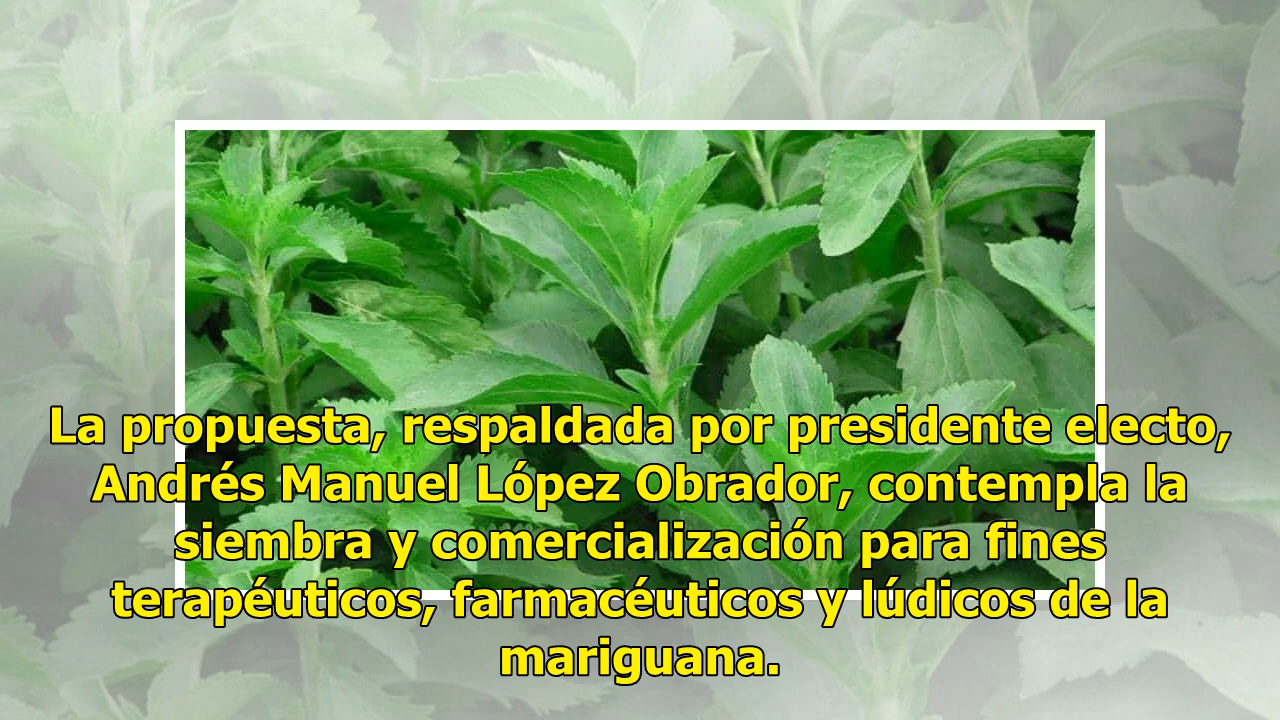 La propuesta, respaldada por presidente electo,
Andrés Manuel López Obrador, contempla la
siembra y comercialización para fines
terapéuticos, farmacéuticos y lúdicos de la
mariguana.